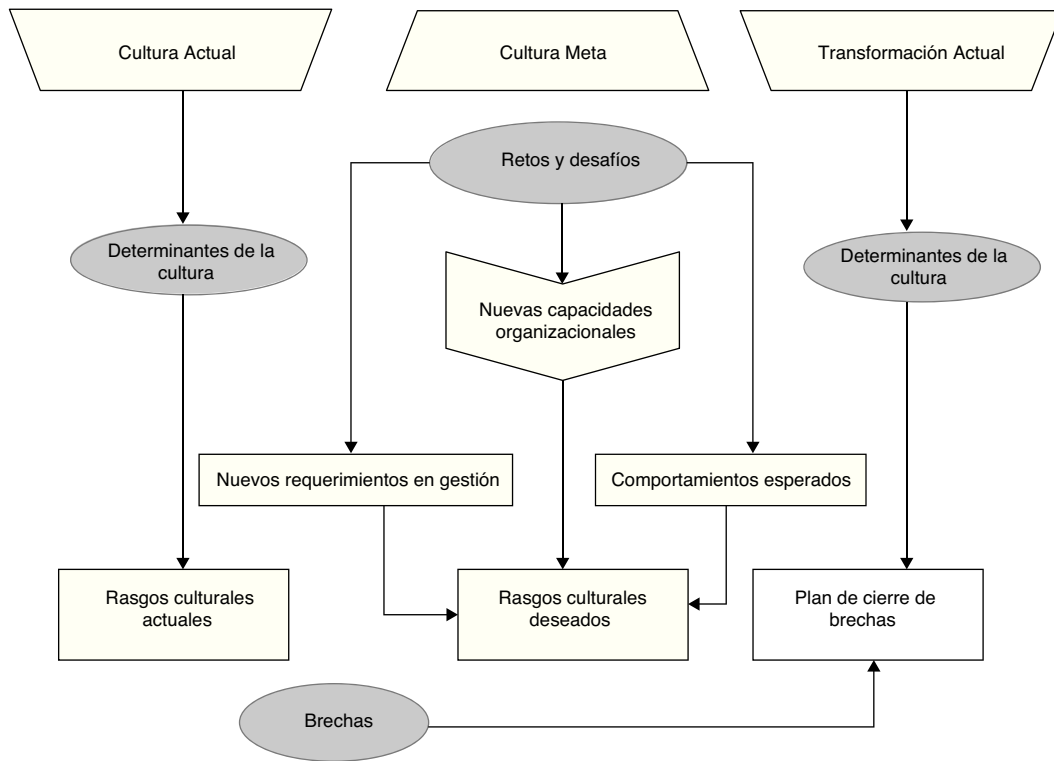 Cultura Actual
Cultura Meta
Transformación Actual
Retos y desafíos
Determinantes de la
cultura
Determinantes de la
cultura
Nuevas capacidades
organizacionales
Nuevos requerimientos en gestión
Comportamientos esperados
Rasgos culturales
actuales
Rasgos culturales
deseados
Plan de cierre de
brechas
Brechas